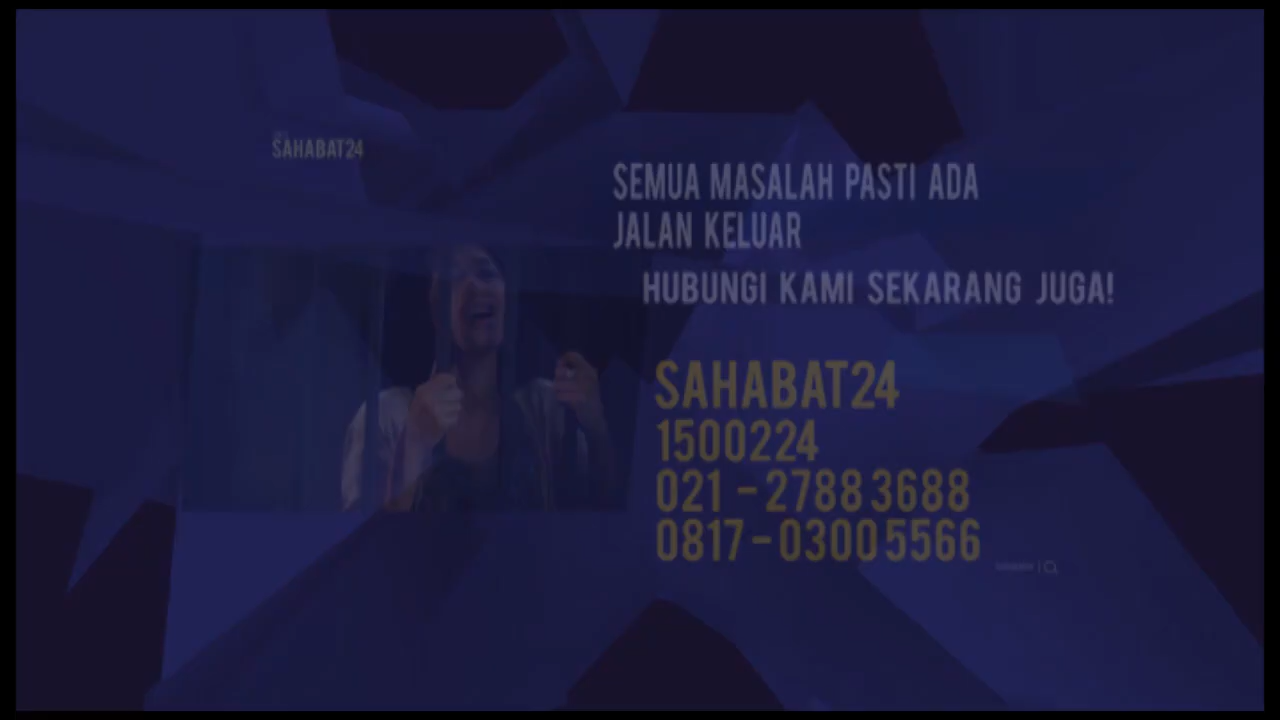 SAHABAT24
SEMUA MASALAH PASTI ADA
JALAN KELUAR
HUBUNGI KAMI SEKARANG JUGA!
SAHABAT24
1500224
021 - 2788 3688
0817 - 0300 5566